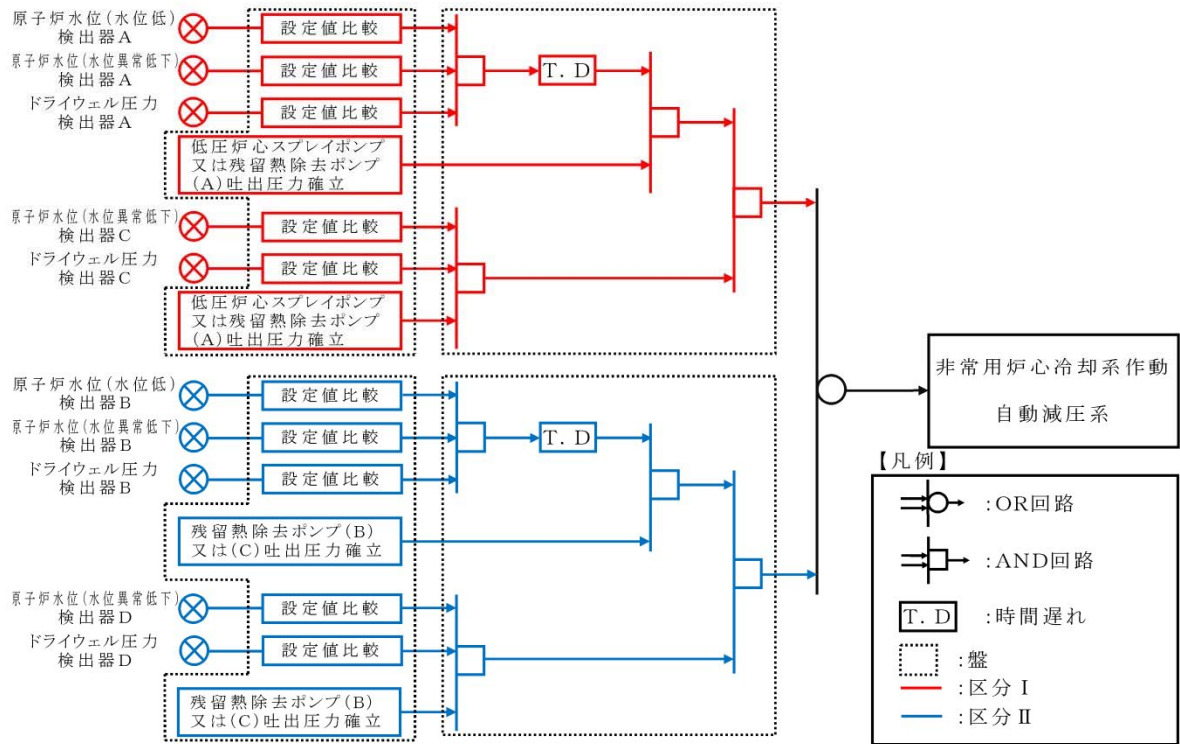 原子炉水位(水位低)
検出器A
設定値比較
原子炉水位(水位異常低下)
検出器A
設定値比較
T. D
ドライウェル圧力
検出器A
設定値比較
低圧炉心スプレイポンプ
又は残留熱除去ポンプ
(A)吐出圧力確立
原子炉水位(水位異常低下)
検出器C
設定値比較
ドライウェル圧力
検出器C
設定値比較
低圧炉心スプレイポンプ
又は残留熱除去ポンプ
(A)吐出圧力確立
原子炉水位(水位低)
検出器B
設定値比較
原子炉水位(水位異常低下)
検出器B
設定値比較
T. D
ドライウェル圧力
検出器B
設定値比較
残留熱除去ポンプ(B)
又は(C)吐出圧力確立
原子炉水位(水位異常低下)
検出器D
設定値比較
ドライウェル圧力
検出器D
設定値比較
残留熱除去ポンプ(B)
又は(C)吐出圧力確立
非常用炉心冷却系作動
自動減圧系
【凡例】
:OR回路
:AND回路
T. D :時間遅れ
:盤
:区分Ⅰ
:区分Ⅱ